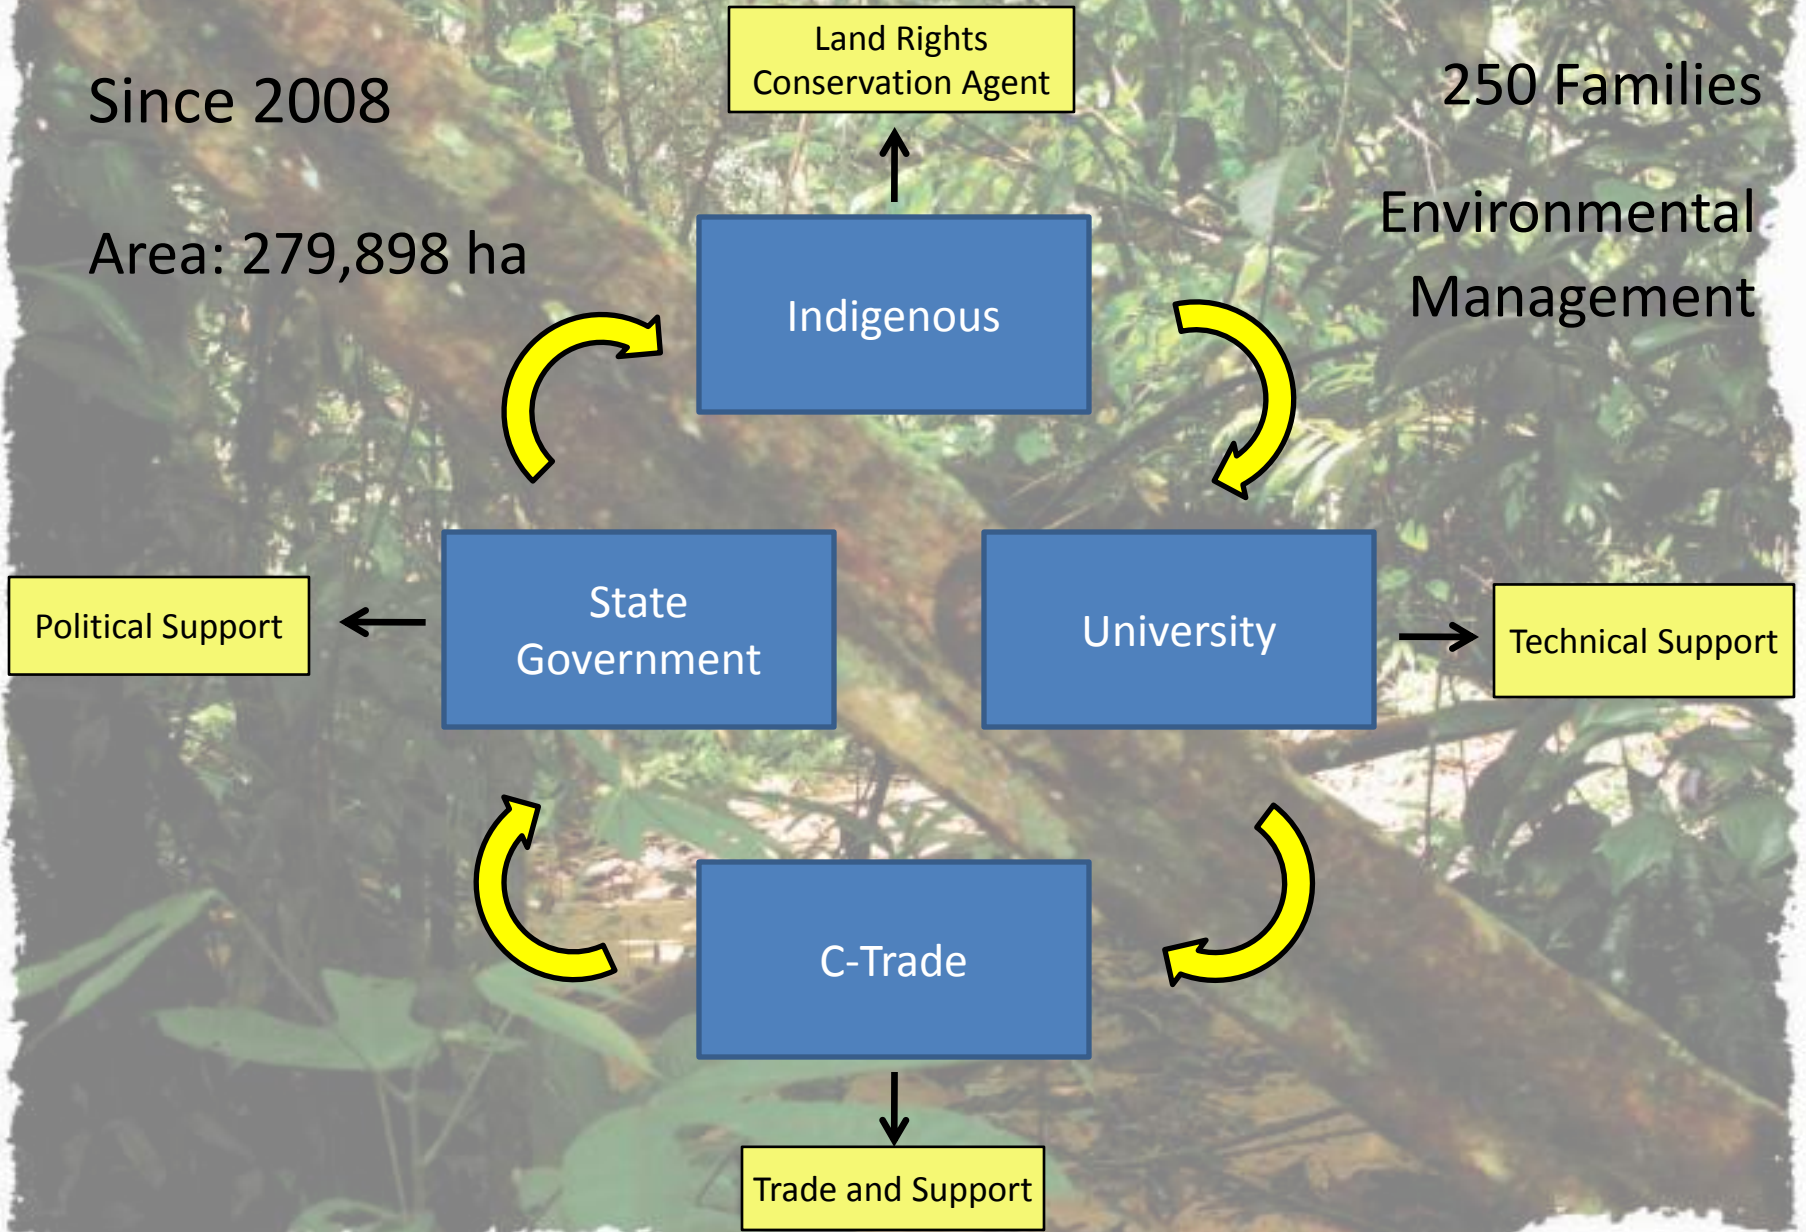 Land Rights
Conservation Agent
Since 2008
250 Families
Area: 279,898 ha
Environmental
Management
Indigenous
Political Support
State
Government
University
Technical Support
C-Trade
Trade and Support